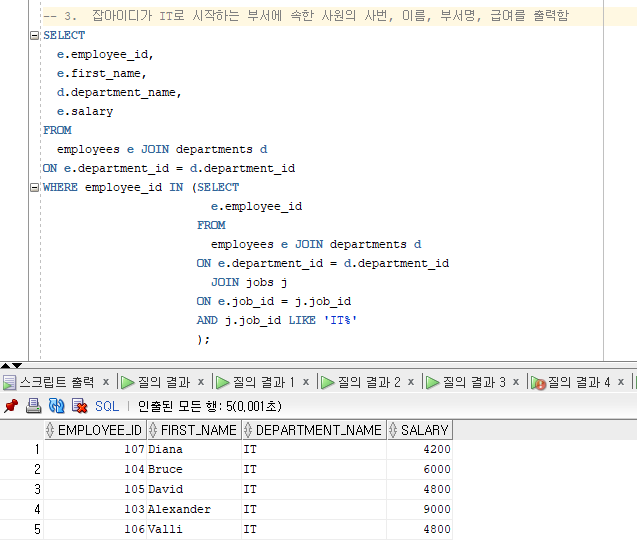 -- 3.  잡아이디가 IT로 시작하는 부서에 속한 사원의 사번, 이름, 부서명, 급여를 출력함
SELECT
e.employee_id,
e.first_name,
d.department_name,
e.salary
FROM
employees e JOIN departments d
ON e.department_id = d.department_id
WHERE employee_id IN (SELECT
e.employee_id
FROM
employees e JOIN departments d
ON e.department_id = d.department_id
JOIN jobs j
ON e.job_id = j.job_id
AND j.job_id LIKE 'IT%'
);
스크립트 출력 x 질의 결과 x 질의 결과 1 x 질의 결과 2 x 질의 결과 3 x 질의 결과 4 x
SQL | 인출된 모든 행: 5(0,001초)
EMPLOYEE_ID FIRST_NAME DEPARTMENT_NAME SALARY
1 107 Diana IT 4200
2 104 Bruce IT 6000
3 105 David IT 4800
4 103 Alexander IT 9000
5 106 Valli IT 4800